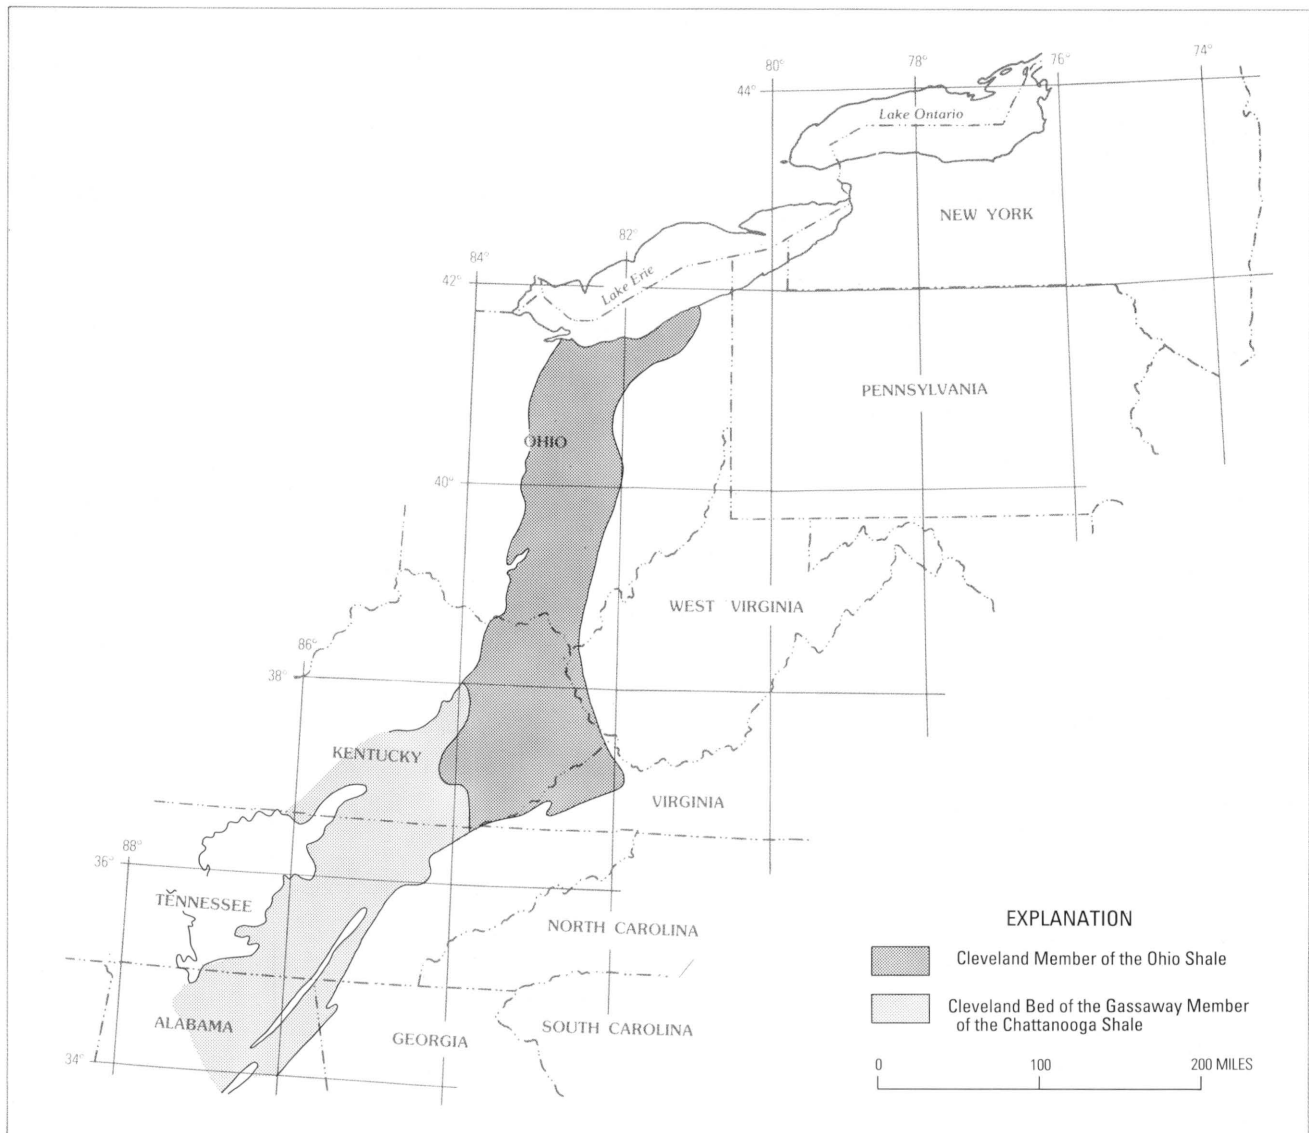 74°
76°
78°
80°
44°
Lake Ontario
NEW YORK
82°
84°
42°
Lake Erie
PENNSYLVANIA
OHIO
40°
WEST VIRGINIA
86°
38°
KENTUCKY
VIRGINIA
88°
36°
TENNESSEE
NORTH CAROLINA
ALABAMA
GEORGIA
SOUTH CAROLINA
34°
EXPLANATION
Cleveland Member of the Ohio Shale
Cleveland Bed of the Gassaway Member
of the Chattanooga Shale
0 100 200 MILES